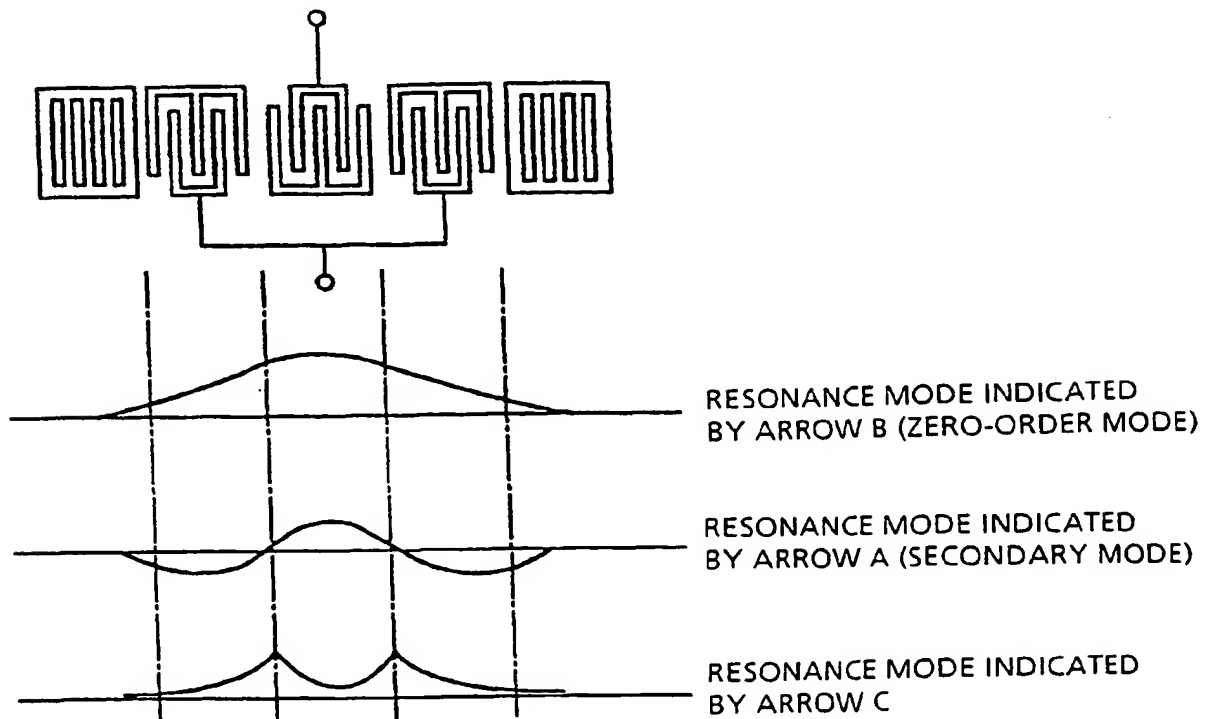 RESONANCE MODE INDICATED
BY ARROW B (ZERO-ORDER MODE)
RESONANCE MODE INDICATED
BY ARROW A (SECONDARY MODE)
RESONANCE MODE INDICATED
BY ARROW C